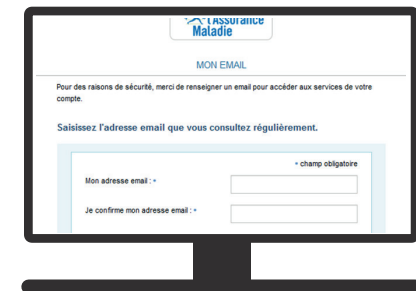 l'Assurance
Maladie
MON EMAIL
Pour des raisons de sécurité, merci de renseigner un email pour accéder aux services de votre
compte.
Saisissez l'adresse email que vous consultez régulièrement.
* champ obligatoire
Mon adresse email : *
Je confirme mon adresse email : *